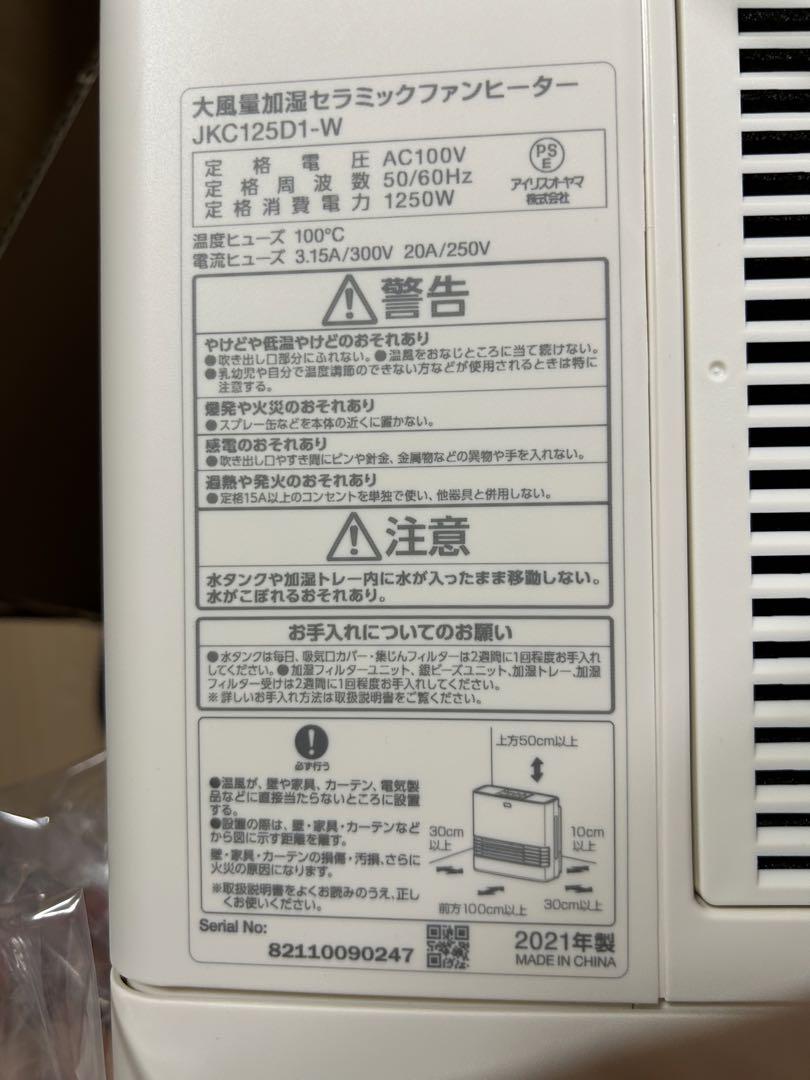 大風量加湿セラミックファンヒーター
JKC125D1-W
定格電圧 AC100V
定格周波数 50/60Hz
定格消費電力 1250W
PSE
アイリスオーヤマ
株式会社
温度ヒューズ 100℃
電流ヒューズ 3.15A/300V 20A/250V
警告
やけどや低温やけどのおそれあり
●吹き出し口部分にふれない。●温風をおなじところに当て続けない。
●乳幼児や自分で温度調節のできない方などが使用されるときは特に
注意する。
爆発や火災のおそれあり
●スプレー缶などを本体の近くに置かない。
感電のおそれあり
●吹き出し口やすき間にピンや針金、金属物などの異物や手を入れない。
過熱や発火のおそれあり
●定格15A以上のコンセントを単独で使い、他器具と併用しない。
注意
水タンクや加湿トレー内に水が入ったまま移動しない。
水がこぼれるおそれあり。
お手入れについてのお願い
●水タンクは毎日、吸気口カバー・集じんフィルターは2週間に1回程度お手入れ
してください。●加湿フィルターユニット、銀ビーズユニット、加湿トレー、加湿
フィルター受けは2週間に1回程度お手入れしてください。
※詳しいお手入れ方法は取扱説明書をご覧ください。
必ず行う
●温風が、壁や家具、カーテン、電気製
品などに直接当たらないところに設置
する。
●設置の際は、壁・家具・カーテンなど
から図に示す距離を離す。
壁・家具・カーテンの損傷・汚損、さらに
火災の原因になります。
※取扱説明書をよくお読みのうえ、正し
くお使いください。
上方50cm以上
30cm
以上
10cm
以上
前方100cm以上
30cm以上
Serial No:
82110090247
2021年製
MADE IN CHINA